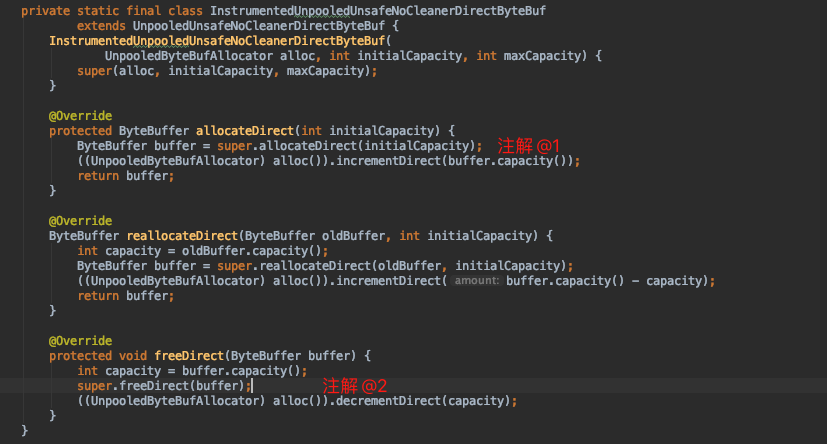 private static final class InstrumentedUnpooledUnsafeNoCleanerDirectByteBuf
extends UnpooledUnsafeNoCleanerDirectByteBuf {
InstrumentedUnpooledUnsafeNoCleanerDirectByteBuf(
UnpooledByteBufAllocator alloc, int initialCapacity, int maxCapacity) {
super(alloc, initialCapacity, maxCapacity);
}
@Override
protected ByteBuffer allocateDirect(int initialCapacity) {
ByteBuffer buffer = super.allocateDirect(initialCapacity); 注解 @1
((UnpooledByteBufAllocator) alloc()).incrementDirect(buffer.capacity());
return buffer;
}
@Override
ByteBuffer reallocateDirect(ByteBuffer oldBuffer, int initialCapacity) {
int capacity = oldBuffer.capacity();
ByteBuffer buffer = super.reallocateDirect(oldBuffer, initialCapacity);
((UnpooledByteBufAllocator) alloc()).incrementDirect( amount: buffer.capacity() - capacity);
return buffer;
}
@Override
protected void freeDirect(ByteBuffer buffer) {
int capacity = buffer.capacity();
super.freeDirect(buffer); 注解 @2
((UnpooledByteBufAllocator) alloc()).decrementDirect(capacity);
}
}